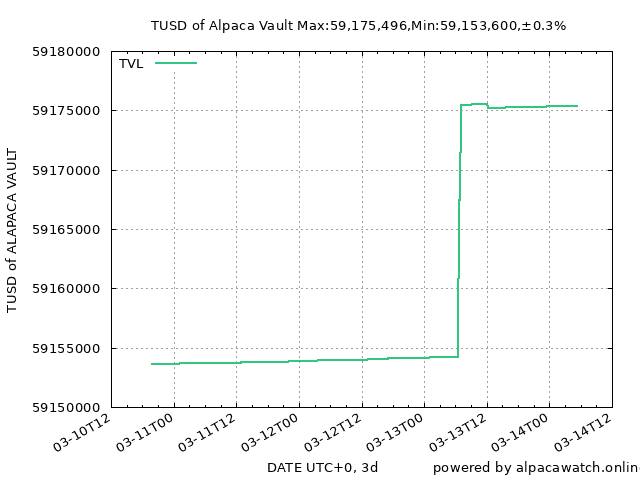 TUSD of Alpaca Vault Max:59,175,496,Min:59,153,600,±0.3%
TVL
59180000
59175000
59170000
59165000
59160000
59155000
59150000
TUSD of ALAPACA VAULT
03-10T12
03-11T00
03-11T12
03-12T00
03-12T12
03-13T00
03-13T12
03-14T00
03-14T12
DATE UTC+0, 3d
powered by alpacawatch.onlin